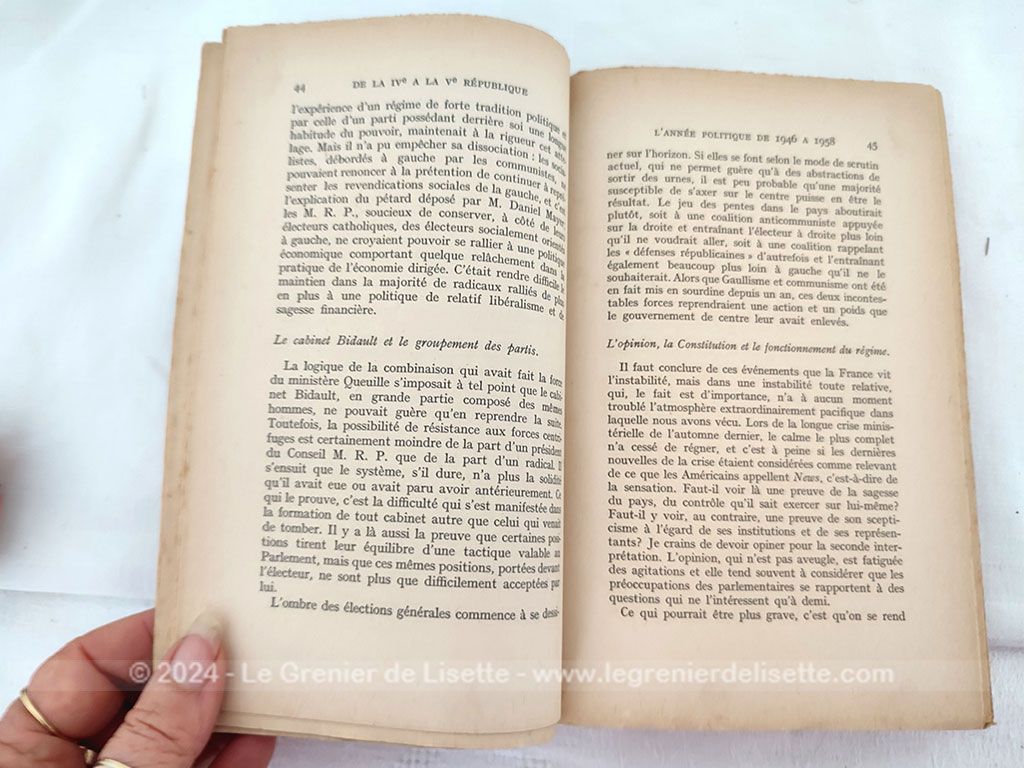 44 DE LA IVe A LA Ve RÉPUBLIQUE
l'expérience d'un régime de forte tradition politique et
par celle d'un parti possédant derrière soi une longue
habitude du pouvoir, maintenait à la rigueur cet
lage. Mais il n'a pu empêcher sa dissociation : les socia-
listes, débordés à gauche par les communistes, ne
pouvaient renoncer à la prétention de continuer à repré-
senter les revendications sociales de la gauche, et c'est
l'explication du pétard déposé par M. Daniel Mayer,
les M. R. P., soucieux de conserver, à côté de leurs
électeurs catholiques, des électeurs socialement orientés
à gauche, ne croyaient pouvoir se rallier à une politique
économique comportant quelque relâchement dans la
pratique de l'économie dirigée. C'était rendre difficile le
maintien dans la majorité de radicaux ralliés de plus
en plus à une politique de relatif libéralisme et de
sagesse financière.
Le cabinet Bidault et le groupement des partis.
La logique de la combinaison qui avait fait la force
du ministère Queuille s'imposait à tel point que le cabi-
net Bidault, en grande partie composé des mêmes
hommes, ne pouvait guère qu'en reprendre la suite.
Toutefois, la possibilité de résistance aux forces centri-
fuges est certainement moindre de la part d'un président
du Conseil M. R. P. que de la part d'un radical. Il
s'ensuit que le système, s'il dure, n'a plus la solidité
qu'il avait eue ou avait paru avoir antérieurement. Ce
qui le prouve, c'est la difficulté qui s'est manifestée dans
la formation de tout cabinet autre que celui qui venait
de tomber. Il y a là aussi la preuve que certaines posi-
tions tirent leur équilibre d'une tactique valable au
Parlement, mais que ces mêmes positions, portées devant
l'électeur, ne sont plus que difficilement acceptées par
lui.
L'ombre des élections générales commence à se dessi-
L'ANNÉE POLITIQUE DE 1946 A 1958 45
ner sur l'horizon. Si elles se font selon le mode de scrutin
actuel, qui ne permet guère qu'à des abstractions de
sortir des urnes, il est peu probable qu'une majorité
susceptible de s'axer sur le centre puisse en être le
résultat. Le jeu des pentes dans le pays aboutirait
plutôt, soit à une coalition anticommuniste appuyée
sur la droite et entraînant l'électeur à droite plus loin
qu'il ne voudrait aller, soit à une coalition rappelant
les « défenses républicaines » d'autrefois et l'entraînant
également beaucoup plus loin à gauche qu'il ne le
souhaiterait. Alors que Gaullisme et communisme ont été
en fait mis en sourdine depuis un an, ces deux incontes-
tables forces reprendraient une action et un poids que
le gouvernement de centre leur avait enlevés.
L'opinion, la Constitution et le fonctionnement du régime.
Il faut conclure de ces événements que la France vit
l'instabilité, mais dans une instabilité toute relative,
qui, le fait est d'importance, n'a à aucun moment
troublé l'atmosphère extraordinairement pacifique dans
laquelle nous avons vécu. Lors de la longue crise minis-
térielle de l'automne dernier, le calme le plus complet
n'a cessé de régner, et c'est à peine si les dernières
nouvelles de la crise étaient considérées comme relevant
de ce que les Américains appellent News, c'est-à-dire de
la sensation. Faut-il voir là une preuve de la sagesse
du pays, du contrôle qu'il sait exercer sur lui-même?
Faut-il y voir, au contraire, une preuve de son scepti-
cisme à l'égard de ses institutions et de ses représen-
tants? Je crains de devoir opiner pour la seconde inter-
prétation. L'opinion, qui n'est pas aveugle, est fatiguée
des agitations et elle tend souvent à considérer que les
préoccupations des parlementaires se rapportent à des
questions qui ne l'intéressent qu'à demi.
Ce qui pourrait être plus grave, c'est qu'on se rend
© 2024 - Le Grenier de Lisette - www.legrenierdelisette.com